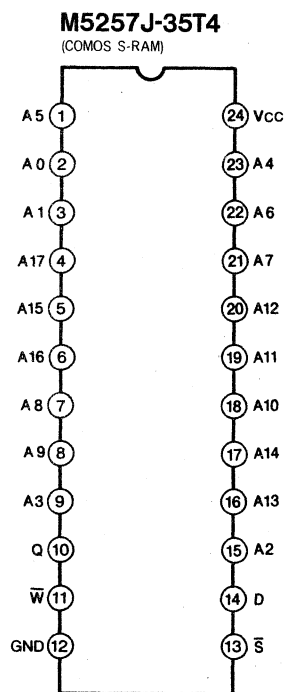 M5257J-35T4
(COMOS S-RAM)
A5 1 24 VCC
A0 2 23 A4
A1 3 22 A6
A17 4 21 A7
A15 5 20 A12
A16 6 19 A11
A8 7 18 A10
A9 8 17 A14
A3 9 16 A13
Q 10 15 A2
W̅ 11 14 D
GND 12 13 S̅